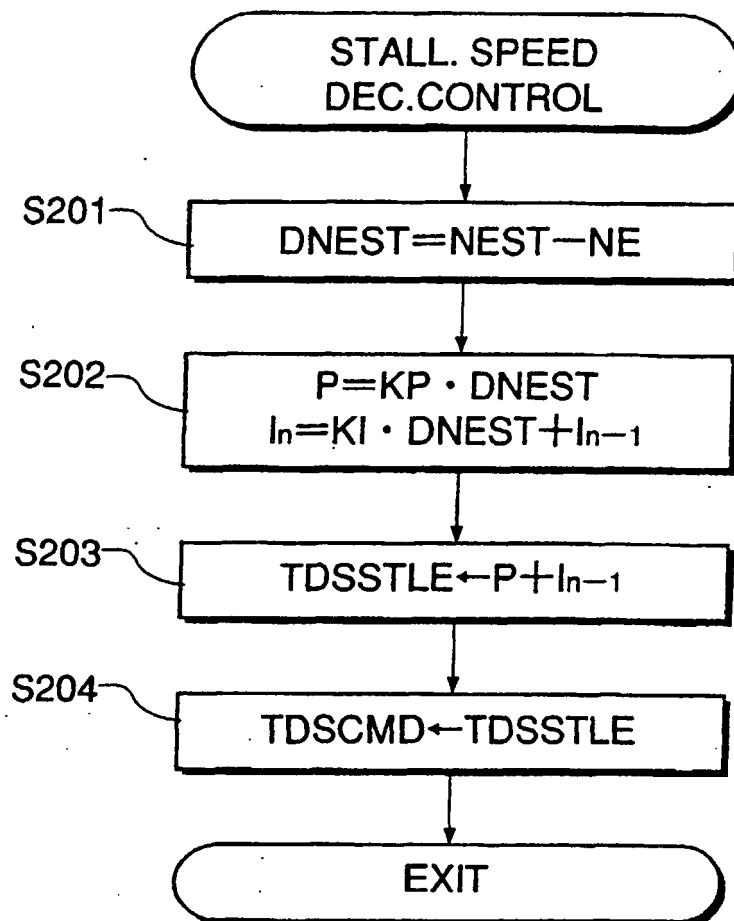 STALL. SPEED
DEC.CONTROL
S201
DNEST=NEST−NE
S202
P=KP・DNEST
In=KI・DNEST+In−1
S203
TDSSTLE←P+In−1
S204
TDSCMD←TDSSTLE
EXIT